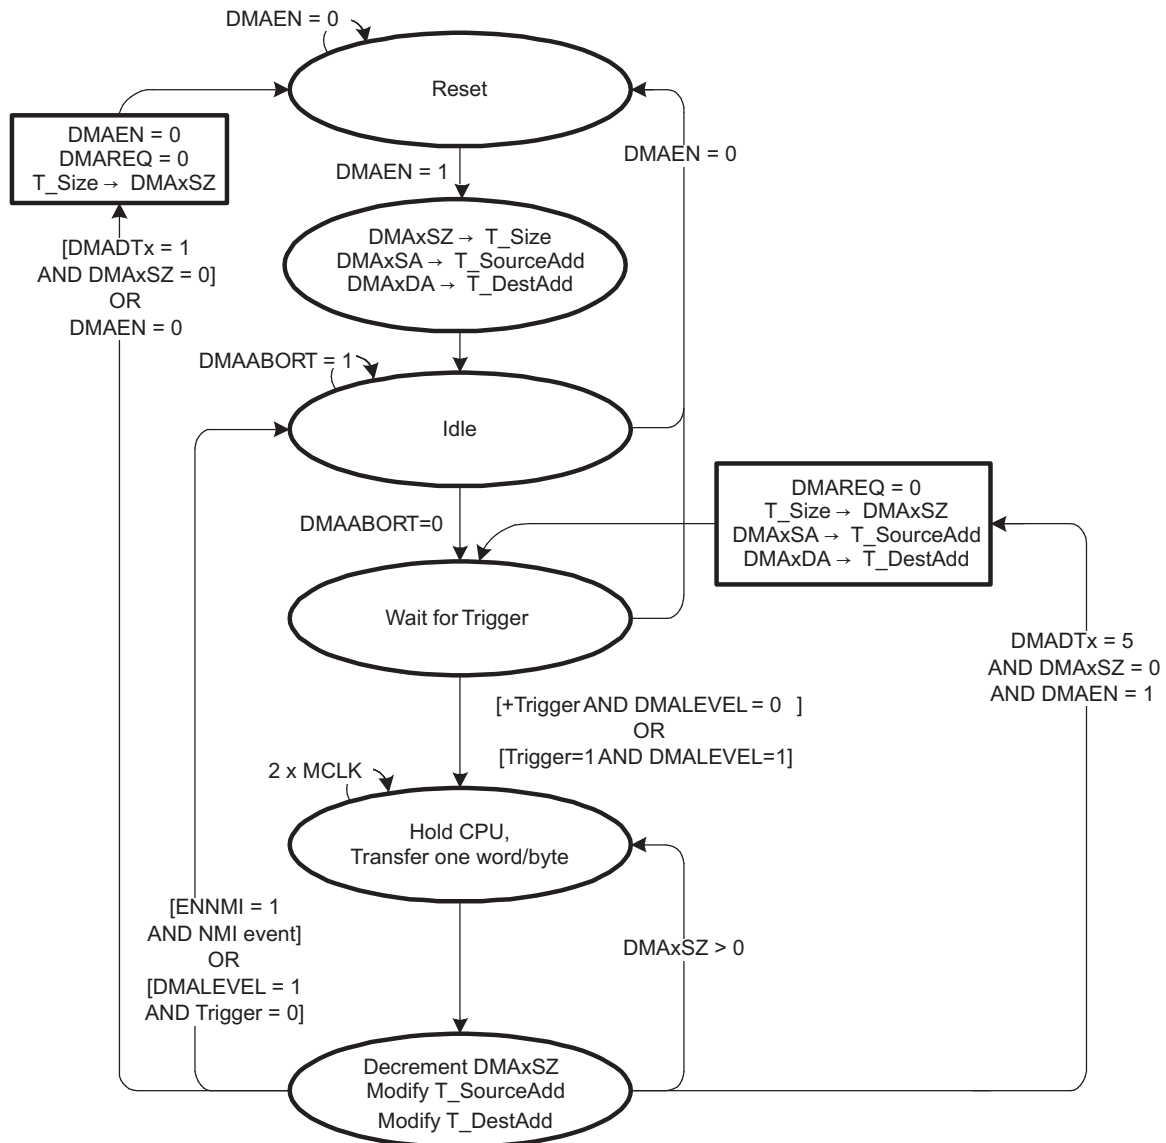 DMAEN = 0
Reset
DMAEN = 0
DMAREQ = 0
T_Size → DMAxSZ
DMAEN = 0
DMAEN = 1
[DMADTx = 1
AND DMAxSZ = 0]
OR
DMAEN = 0
DMAxSZ → T_Size
DMAxSA → T_SourceAdd
DMAxDA → T_DestAdd
DMAABORT = 1
Idle
DMAABORT=0
DMAREQ = 0
T_Size → DMAxSZ
DMAxSA → T_SourceAdd
DMAxDA → T_DestAdd
Wait for Trigger
DMADTx = 5
AND DMAxSZ = 0
AND DMAEN = 1
[+Trigger AND DMALEVEL = 0 ]
OR
[Trigger=1 AND DMALEVEL=1]
2 x MCLK
Hold CPU,
Transfer one word/byte
[ENNMI = 1
AND NMI event]
OR
[DMALEVEL = 1
AND Trigger = 0]
DMAxSZ > 0
Decrement DMAxSZ
Modify T_SourceAdd
Modify T_DestAdd